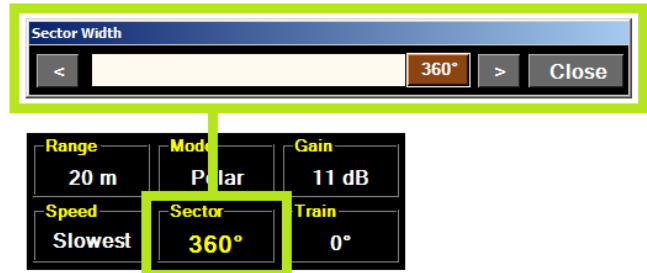 Sector Width
< 360° > Close
Range Mode Gain
20 m Polar 11 dB
Speed Sector Train
Slowest 360° 0°